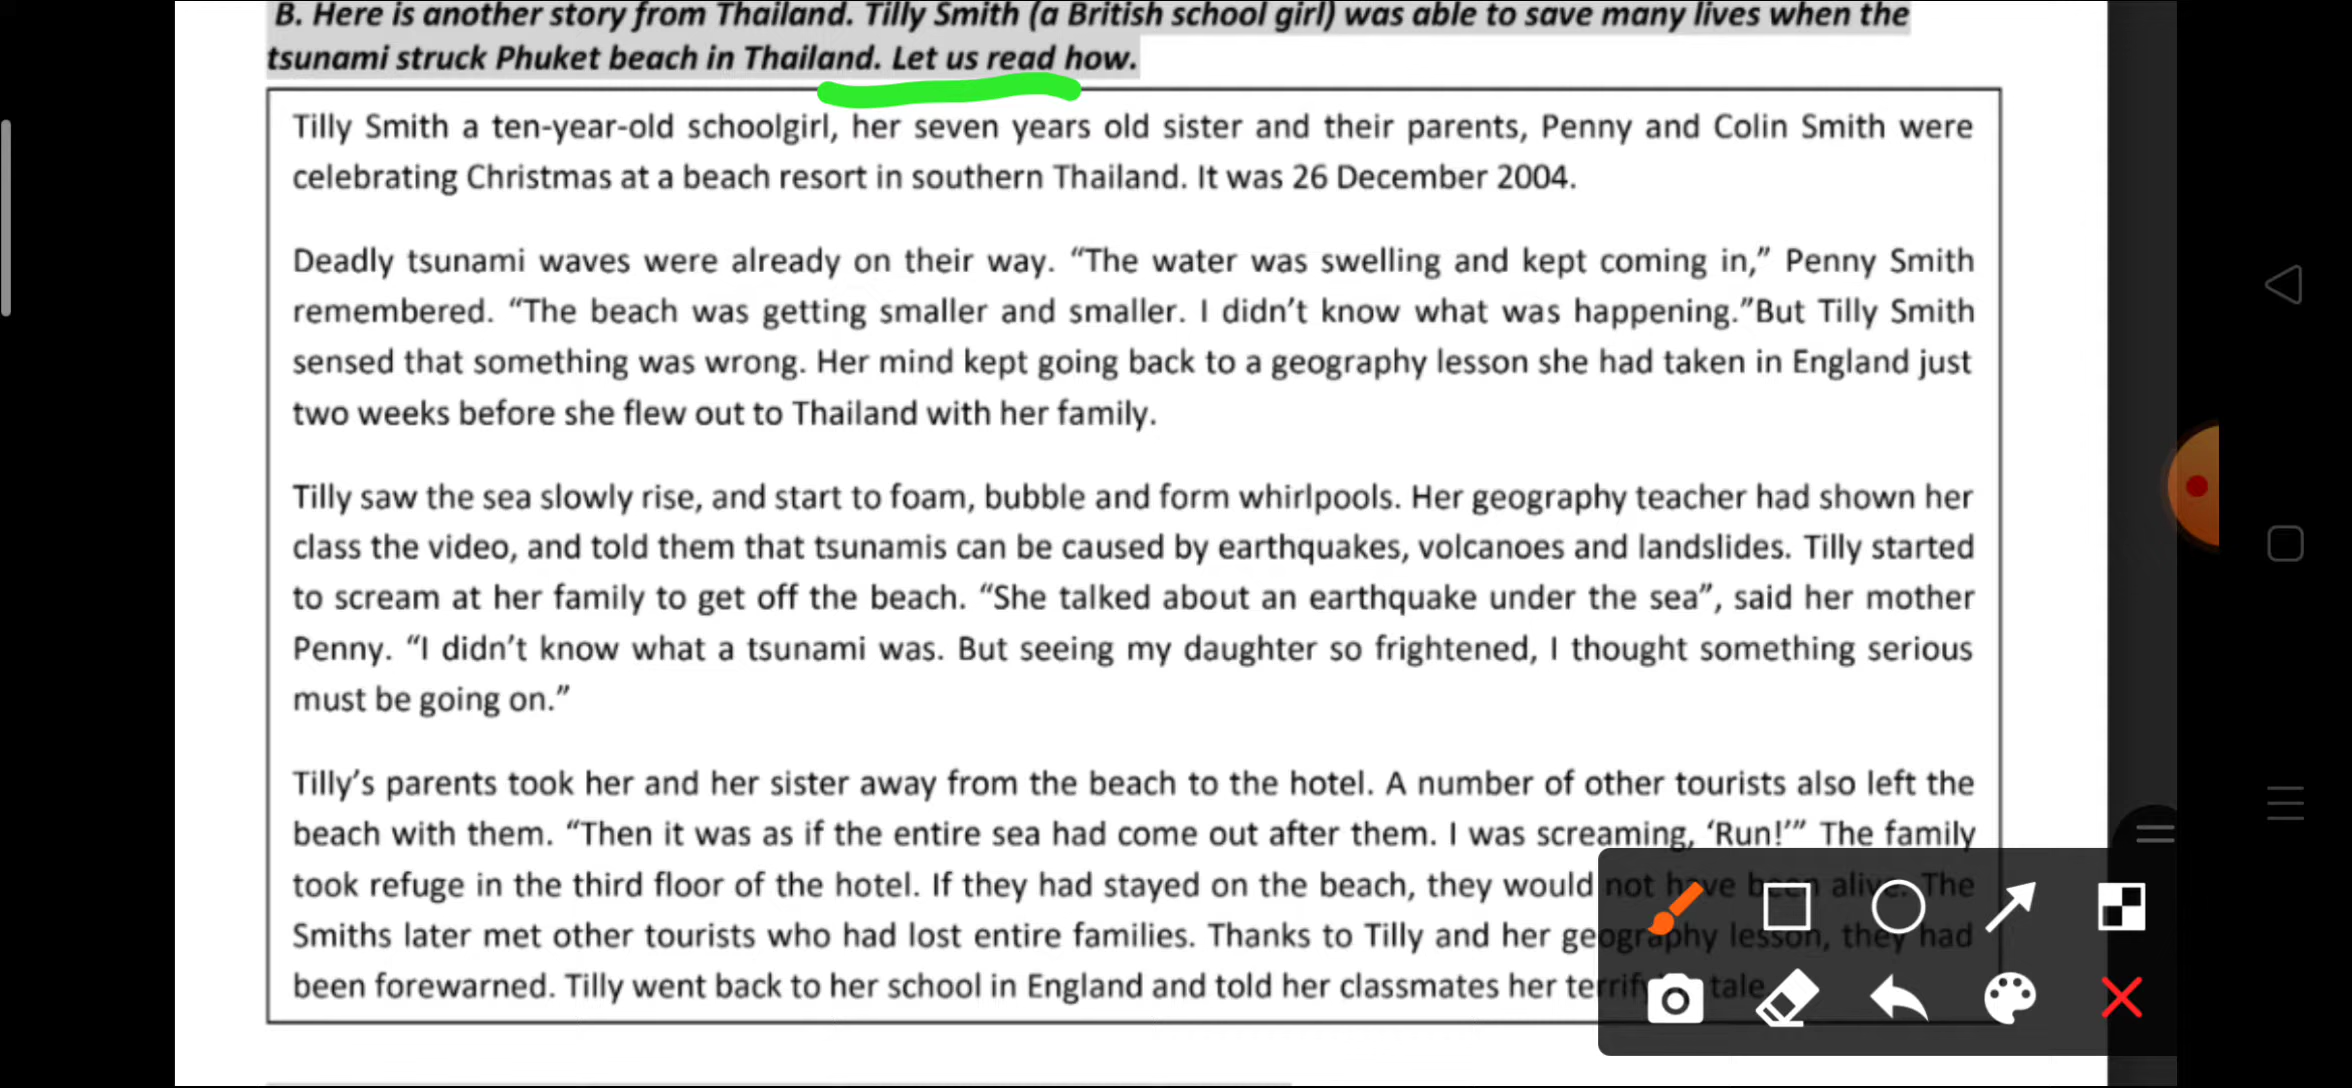 B. Here is another story from Thailand. Tilly Smith (a British school girl) was able to save many lives when the
tsunami struck Phuket beach in Thailand. Let us read how.
Tilly Smith a ten-year-old schoolgirl, her seven years old sister and their parents, Penny and Colin Smith were
celebrating Christmas at a beach resort in southern Thailand. It was 26 December 2004.
Deadly tsunami waves were already on their way. “The water was swelling and kept coming in,” Penny Smith
remembered. “The beach was getting smaller and smaller. I didn’t know what was happening.”But Tilly Smith
sensed that something was wrong. Her mind kept going back to a geography lesson she had taken in England just
two weeks before she flew out to Thailand with her family.
Tilly saw the sea slowly rise, and start to foam, bubble and form whirlpools. Her geography teacher had shown her
class the video, and told them that tsunamis can be caused by earthquakes, volcanoes and landslides. Tilly started
to scream at her family to get off the beach. “She talked about an earthquake under the sea”, said her mother
Penny. “I didn’t know what a tsunami was. But seeing my daughter so frightened, I thought something serious
must be going on.”
Tilly’s parents took her and her sister away from the beach to the hotel. A number of other tourists also left the
beach with them. “Then it was as if the entire sea had come out after them. I was screaming, ‘Run!’” The family
took refuge in the third floor of the hotel. If they had stayed on the beach, they would not have been alive. The
Smiths later met other tourists who had lost entire families. Thanks to Tilly and her geography lesson, they had
been forewarned. Tilly went back to her school in England and told her classmates her tale